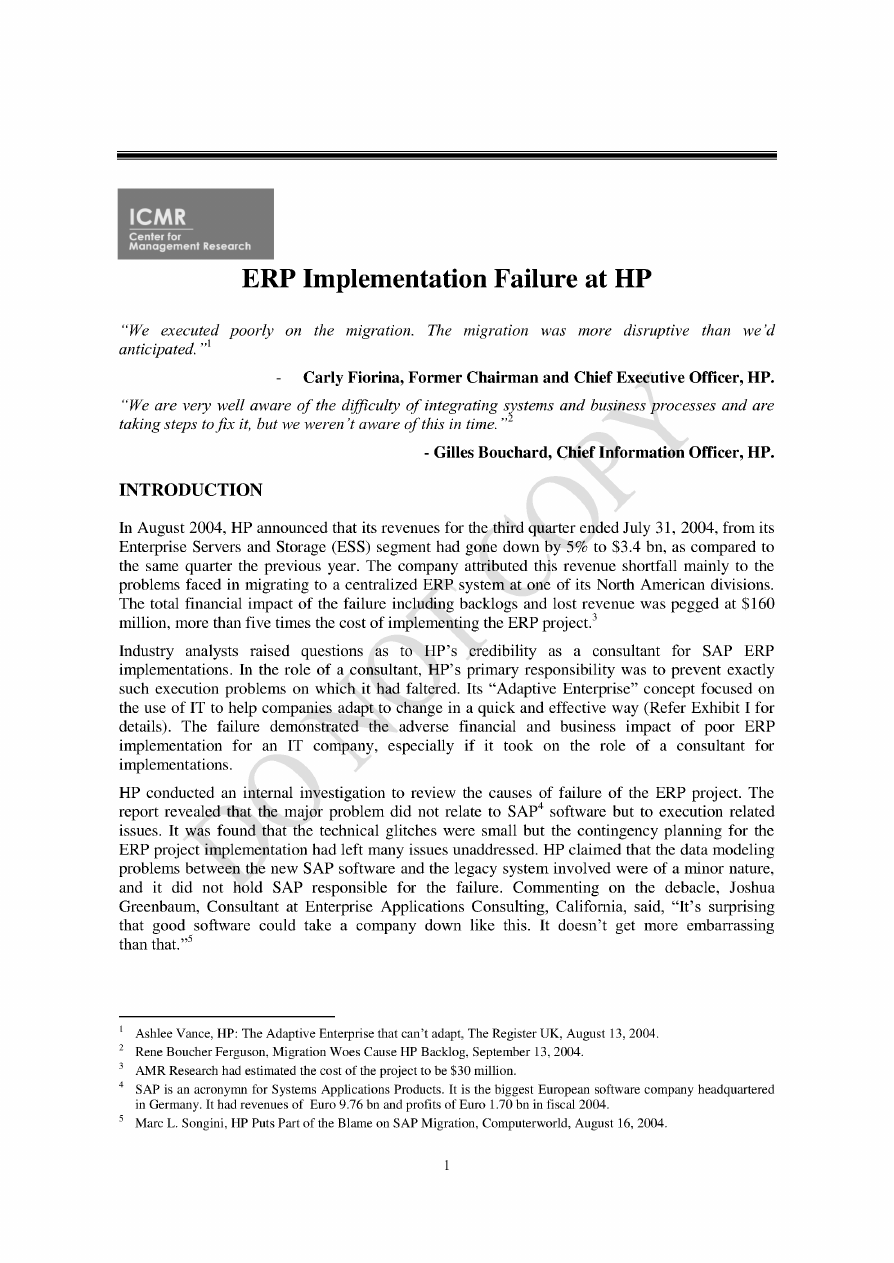 ICMR
Center for
Management Research
ERP Implementation Failure at HP
“We executed poorly on the migration. The migration was more disruptive than we’d
anticipated.”1
- Carly Fiorina, Former Chairman and Chief Executive Officer, HP.
“We are very well aware of the difficulty of integrating systems and business processes and are
taking steps to fix it, but we weren’t aware of this in time.”2
- Gilles Bouchard, Chief Information Officer, HP.
INTRODUCTION
In August 2004, HP announced that its revenues for the third quarter ended July 31, 2004, from its
Enterprise Servers and Storage (ESS) segment had gone down by 5% to $3.4 bn, as compared to
the same quarter the previous year. The company attributed this revenue shortfall mainly to the
problems faced in migrating to a centralized ERP system at one of its North American divisions.
The total financial impact of the failure including backlogs and lost revenue was pegged at $160
million, more than five times the cost of implementing the ERP project.3
Industry analysts raised questions as to HP’s credibility as a consultant for SAP ERP
implementations. In the role of a consultant, HP’s primary responsibility was to prevent exactly
such execution problems on which it had faltered. Its “Adaptive Enterprise” concept focused on
the use of IT to help companies adapt to change in a quick and effective way (Refer Exhibit I for
details). The failure demonstrated the adverse financial and business impact of poor ERP
implementation for an IT company, especially if it took on the role of a consultant for
implementations.
HP conducted an internal investigation to review the causes of failure of the ERP project. The
report revealed that the major problem did not relate to SAP4 software but to execution related
issues. It was found that the technical glitches were small but the contingency planning for the
ERP project implementation had left many issues unaddressed. HP claimed that the data modeling
problems between the new SAP software and the legacy system involved were of a minor nature,
and it did not hold SAP responsible for the failure. Commenting on the debacle, Joshua
Greenbaum, Consultant at Enterprise Applications Consulting, California, said, “It’s surprising
that good software could take a company down like this. It doesn’t get more embarrassing
than that.”5
DO NOT COPY
1 Ashlee Vance, HP: The Adaptive Enterprise that can’t adapt, The Register UK, August 13, 2004.
2 Rene Boucher Ferguson, Migration Woes Cause HP Backlog, September 13, 2004.
3 AMR Research had estimated the cost of the project to be $30 million.
4 SAP is an acronymn for Systems Applications Products. It is the biggest European software company headquartered
in Germany. It had revenues of Euro 9.76 bn and profits of Euro 1.70 bn in fiscal 2004.
5 Marc L. Songini, HP Puts Part of the Blame on SAP Migration, Computerworld, August 16, 2004.
1